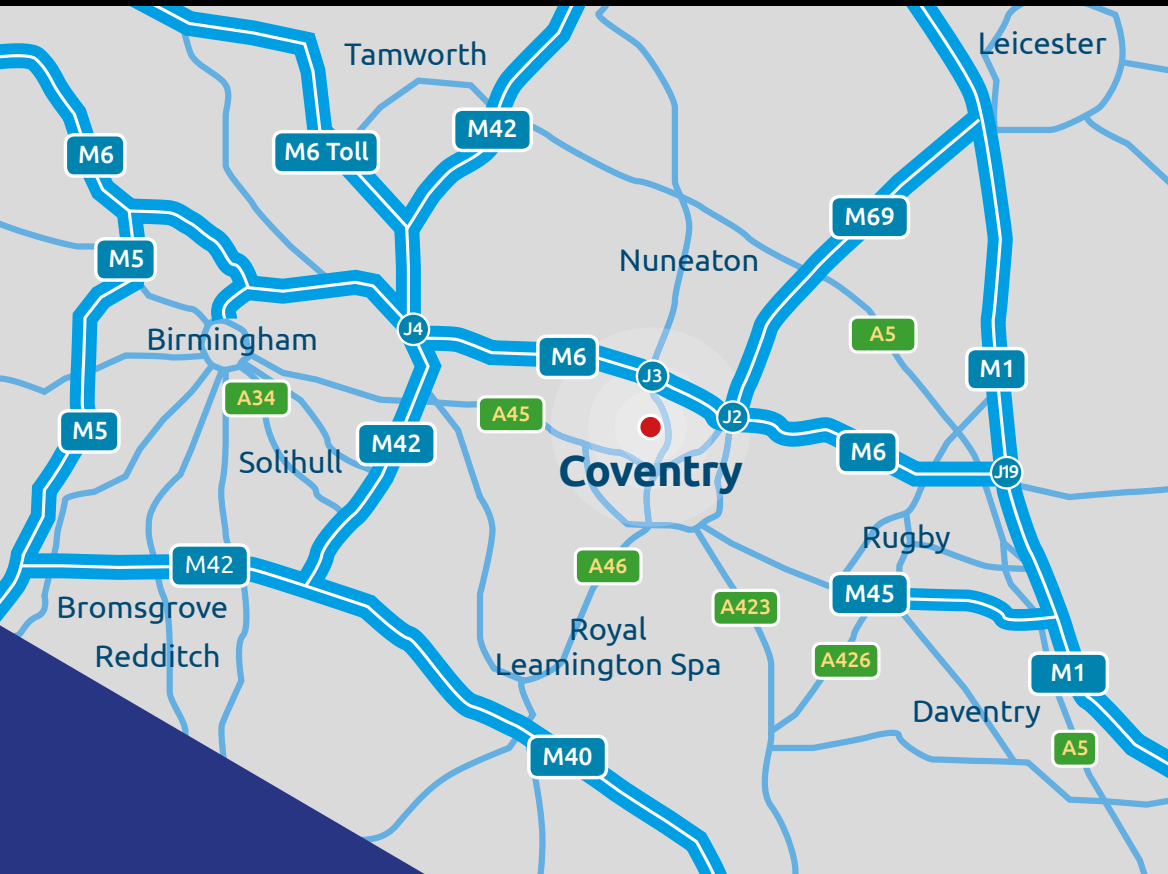 Leicester
Tamworth
M42
M6
M6 Toll
M69
M5
Nuneaton
J4
Birmingham
A5
M6
M1
J3
A34
A45
J2
M5
M42
M6
Solihull
Coventry
J19
Rugby
M42
A46
M45
Bromsgrove
A423
Royal
Leamington Spa
Redditch
A426
M1
Daventry
A5
M40